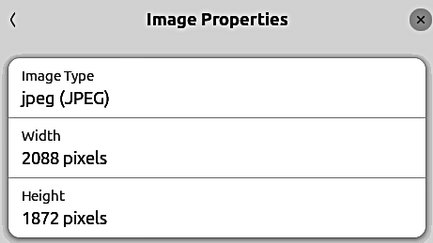 Image Properties
Image Type
jpeg (JPEG)
Width
2088 pixels
Height
1872 pixels